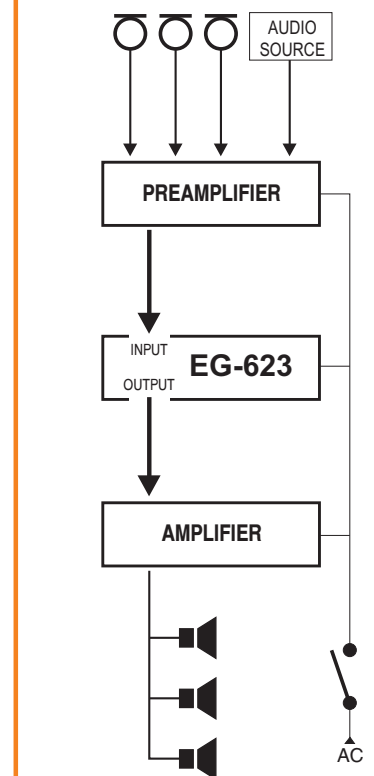 AUDIO
SOURCE
PREAMPLIFIER
INPUT
EG-623
OUTPUT
AMPLIFIER
AC